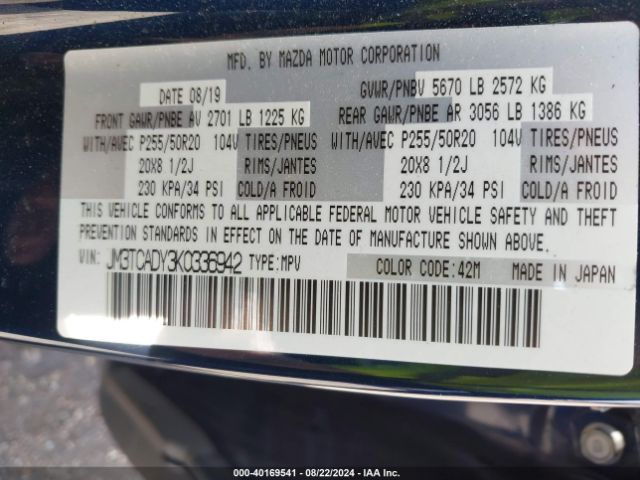 MFD. BY MAZDA MOTOR CORPORATION
DATE 08/19 GVWR/PNBV 5670 LB 2572 KG
FRONT GAWR/PNBE AV 2701 LB 1225 KG REAR GAWR/PNBE AR 3056 LB 1386 KG
WITH/AVEC P255/50R20 104V TIRES/PNEUS WITH/AVEC P255/50R20 104V TIRES/PNEUS
20X8 1/2J RIMS/JANTES 20X8 1/2J RIMS/JANTES
230 KPA/34 PSI COLD/A FROID 230 KPA/34 PSI COLD/A FROID
THIS VEHICLE CONFORMS TO ALL APPLICABLE FEDERAL MOTOR VEHICLE SAFETY AND THEFT
PREVENTION STANDARDS IN EFFECT ON THE DATE OF MANUFACTURE SHOWN ABOVE.
VIN: JM3TCADY3K0336942 TYPE:MPV COLOR CODE:42M MADE IN JAPAN
000-40169541 - 08/22/2024 - IAA Inc.